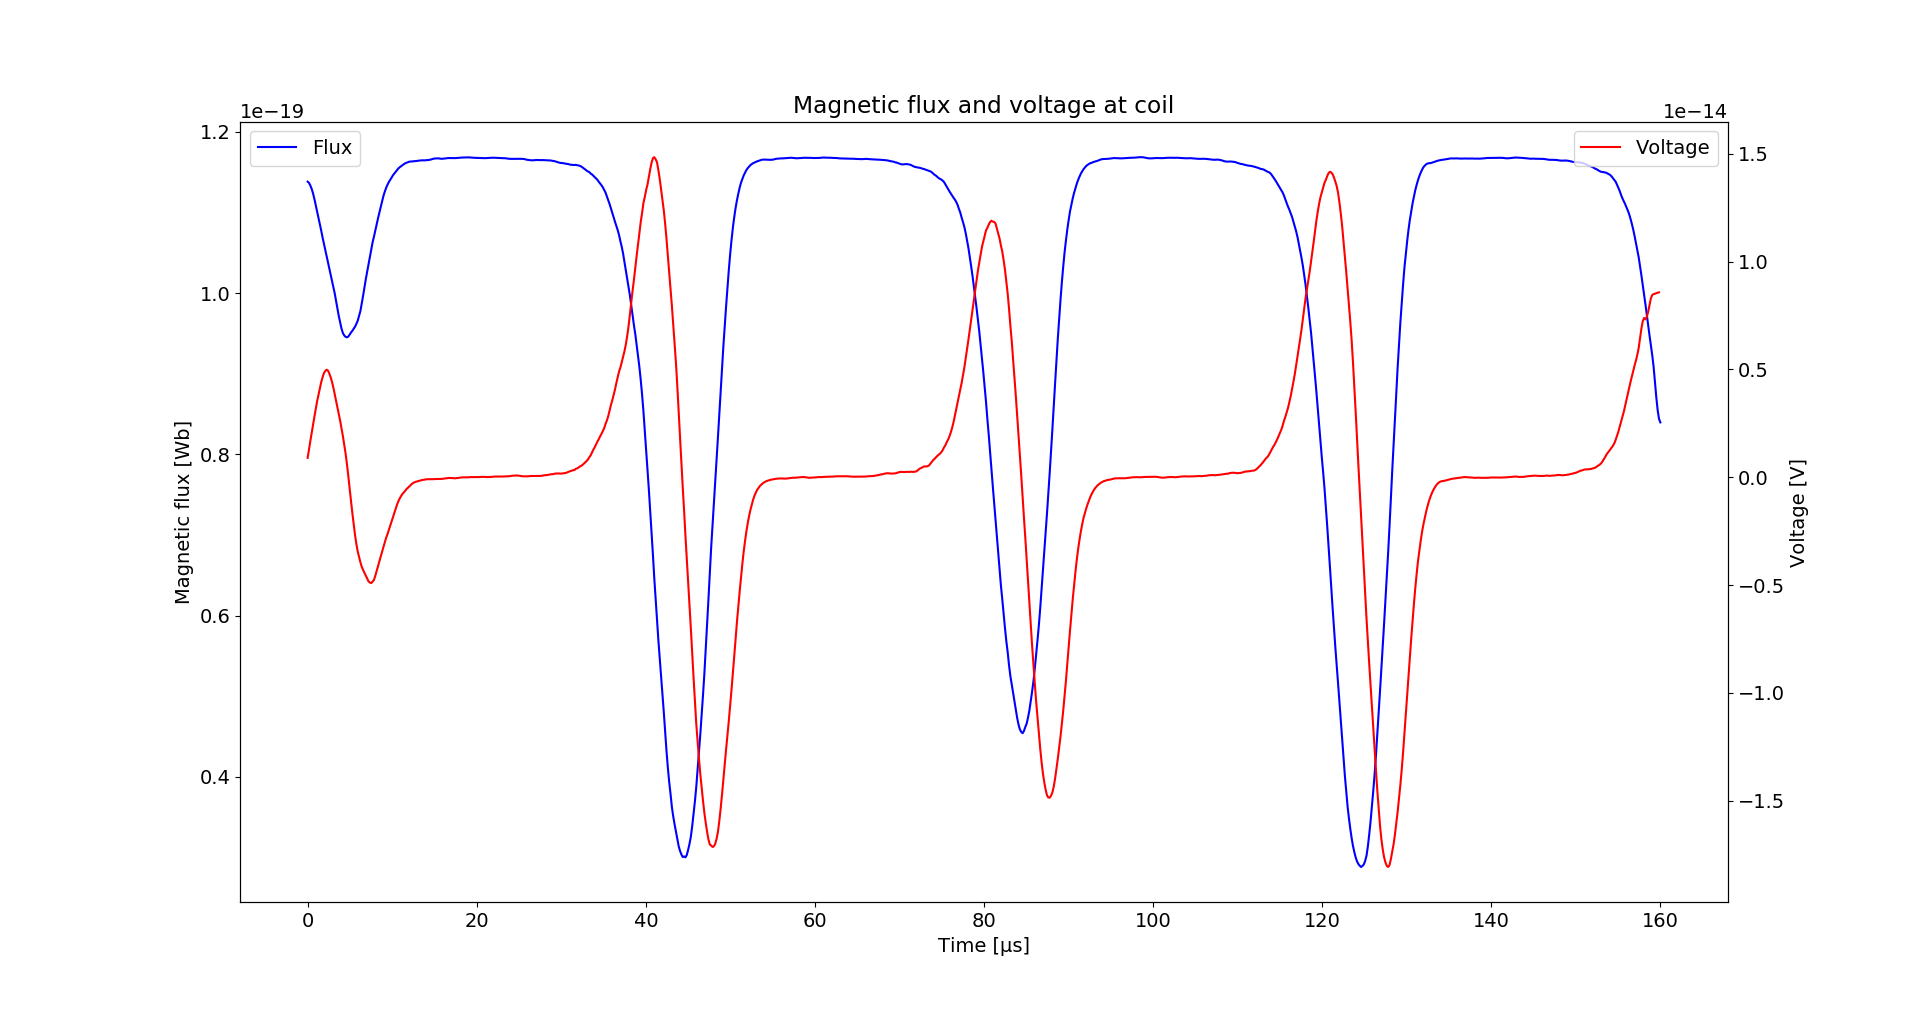 Magnetic flux and voltage at coil
1e−19
1e−14
Flux
Voltage
1.2
1.0
0.8
0.6
0.4
Magnetic flux [Wb]
1.5
1.0
0.5
0.0
−0.5
−1.0
−1.5
Voltage [V]
0 20 40 60 80 100 120 140 160
Time [μs]